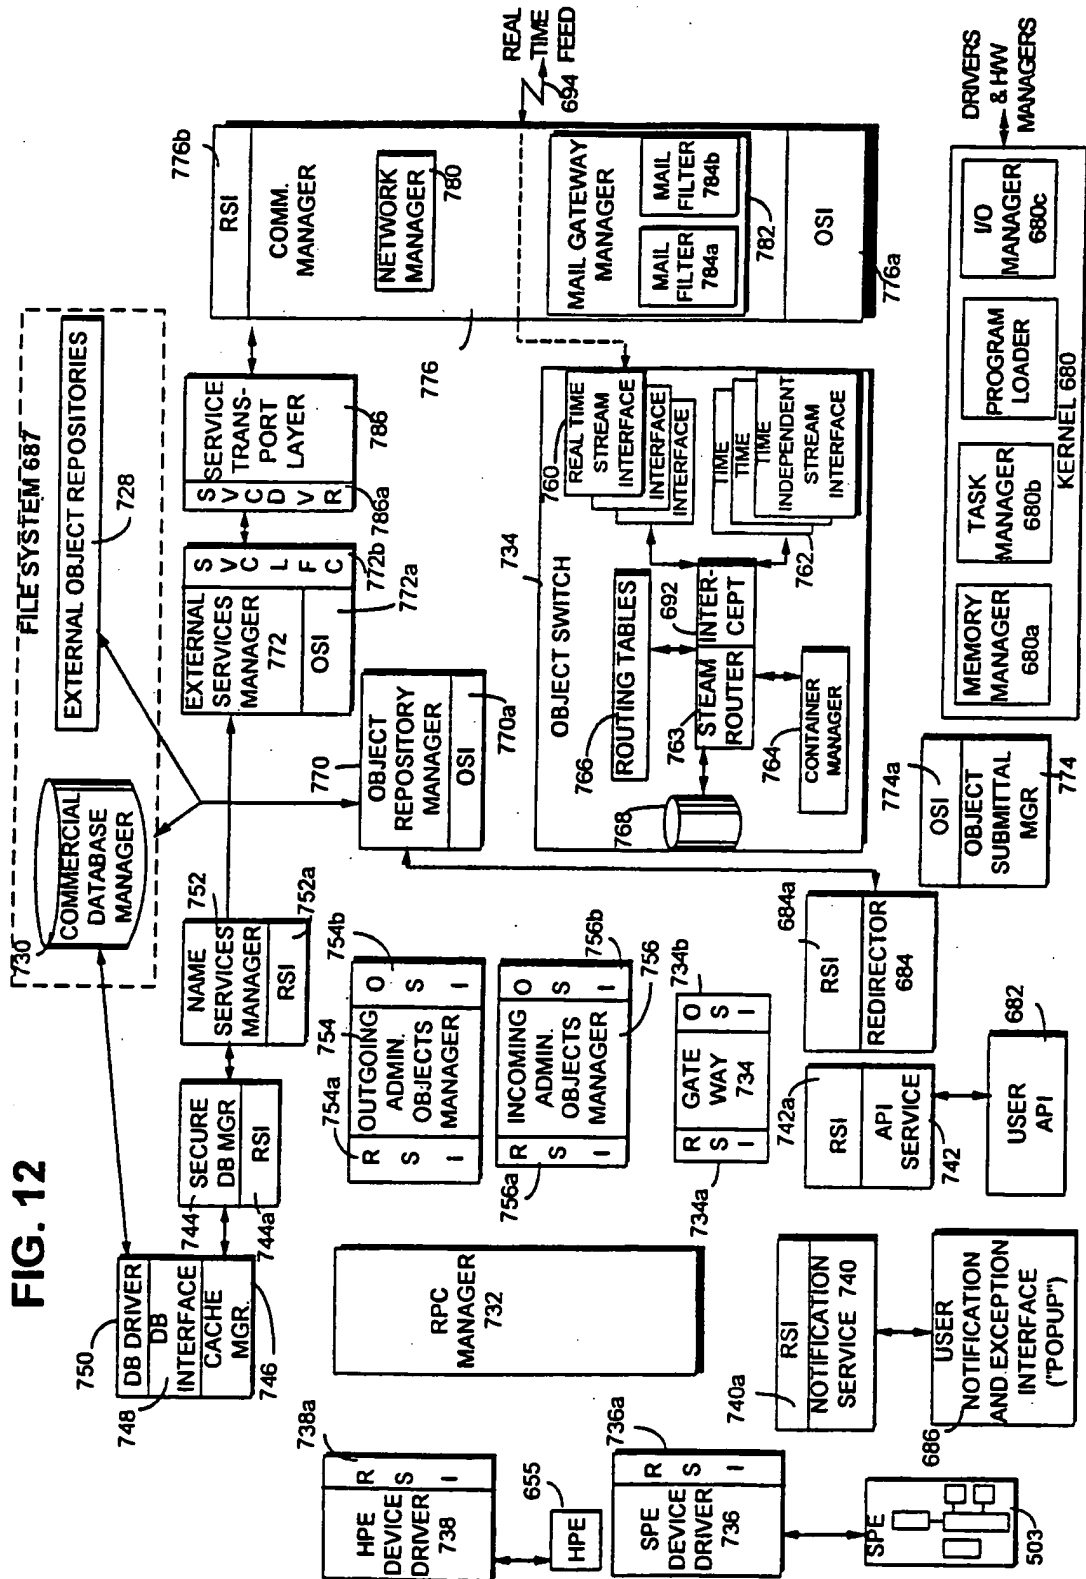 FIG. 12
FILE SYSTEM 687
730
COMMERCIAL
DATABASE
MANAGER
EXTERNAL OBJECT REPOSITORIES
728
750
DB DRIVER
DB
INTERFACE
CACHE
MGR.
748
746
744
SECURE
DB MGR
RSI
744a
NAME
SERVICES
MANAGER
752
RSI
752a
EXTERNAL
SERVICES
MANAGER
772
OSI
772a
S
V
C
L
F
C
772b
S
V
C
D
V
R
786a
SERVICE
TRANS-
PORT
LAYER
786
776b
RSI
COMM.
MANAGER
NETWORK
MANAGER
780
776
MAIL GATEWAY
MANAGER
MAIL
FILTER
784a
MAIL
FILTER
784b
782
OSI
776a
REAL
TIME
FEED
694
738a
HPE
DEVICE
DRIVER
738
R
S
I
HPE
655
736a
SPE
DEVICE
DRIVER
736
R
S
I
SPE
503
RPC
MANAGER
732
754a
754
754b
R
S
I
OUTGOING
ADMIN.
OBJECTS
MANAGER
O
S
I
756a
R
S
I
INCOMING
ADMIN.
OBJECTS
MANAGER
O
S
I
756b
756
734a
R
S
I
GATE
WAY
734
O
S
I
734b
770
OBJECT
REPOSITORY
MANAGER
OSI
770a
734
OBJECT SWITCH
760
REAL TIME
STREAM
INTERFACE
INTERFACE
INTERFACE
766
ROUTING TABLES
692
763
STEAM
ROUTER
INTER-
CEPT
TIME
TIME
TIME
INDEPENDENT
STREAM
INTERFACE
762
768
764
CONTAINER
MANAGER
740a
RSI
NOTIFICATION
SERVICE 740
686
USER
NOTIFICATION
AND EXCEPTION
INTERFACE
("POPUP")
742a
RSI
API
SERVICE
742
USER
API
682
684a
RSI
REDIRECTOR
684
774a
OSI
OBJECT
SUBMITTAL
MGR
774
MEMORY
MANAGER
680a
TASK
MANAGER
680b
PROGRAM
LOADER
I/O
MANAGER
680c
KERNEL 680
DRIVERS
& H/W
MANAGERS